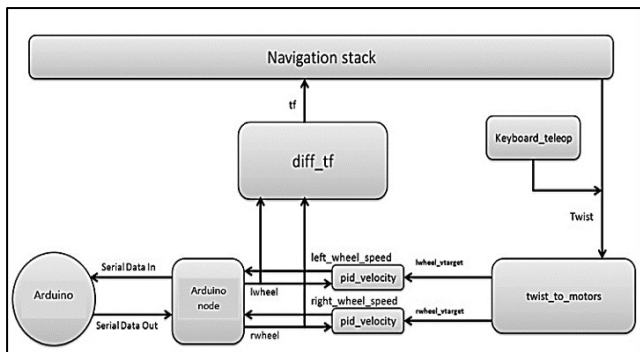 Navigation stack
tf
Keyboard_teleop
diff_tf
Twist
left_wheel_speed
lwheel_vtarget
Serial Data In
pid_velocity
Arduino
Arduino
node
lwheel
twist_to_motors
right_wheel_speed
rwheel_vtarget
Serial Data Out
pid_velocity
rwheel